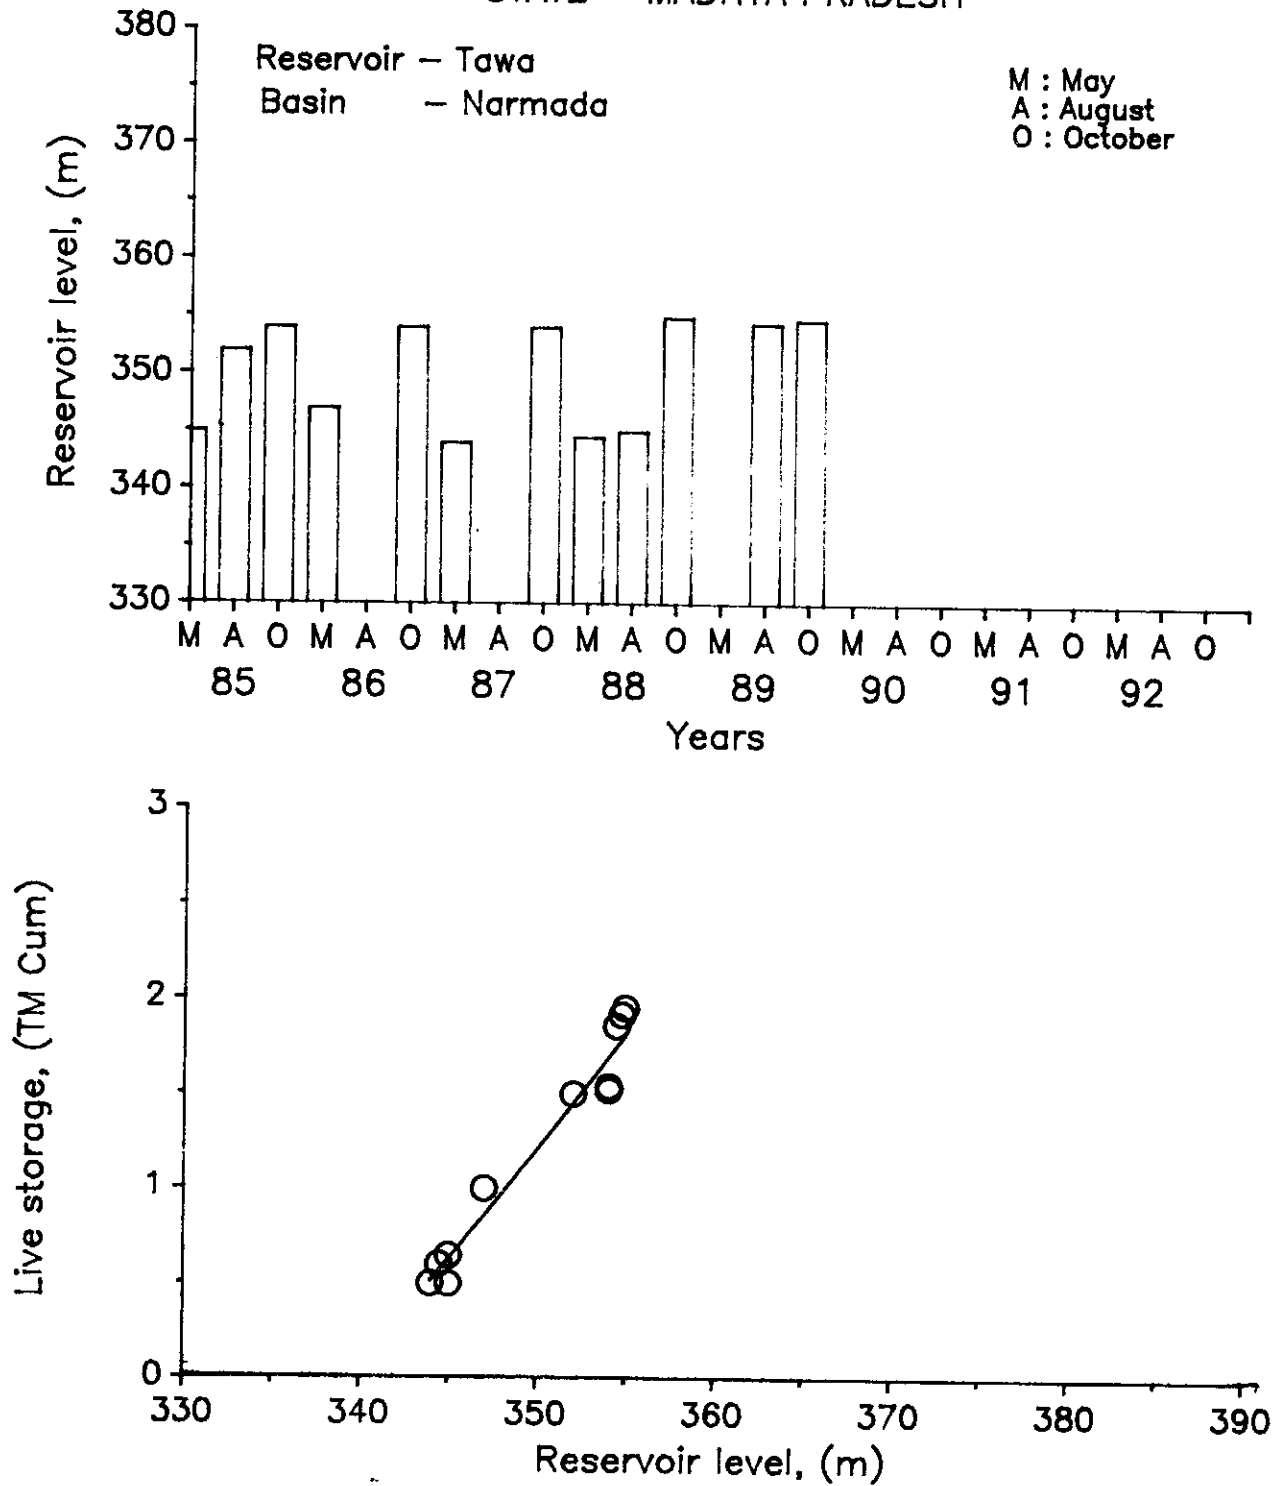 380
Reservoir – Tawa
Basin – Narmada
M : May
A : August
O : October
370
360
350
340
330
Reservoir level, (m)
M A O M A O M A O M A O M A O M A O M A O M A O
85 86 87 88 89 90 91 92
Years
3
2
1
0
Live storage, (TM Cum)
330 340 350 360 370 380 390
Reservoir level, (m)